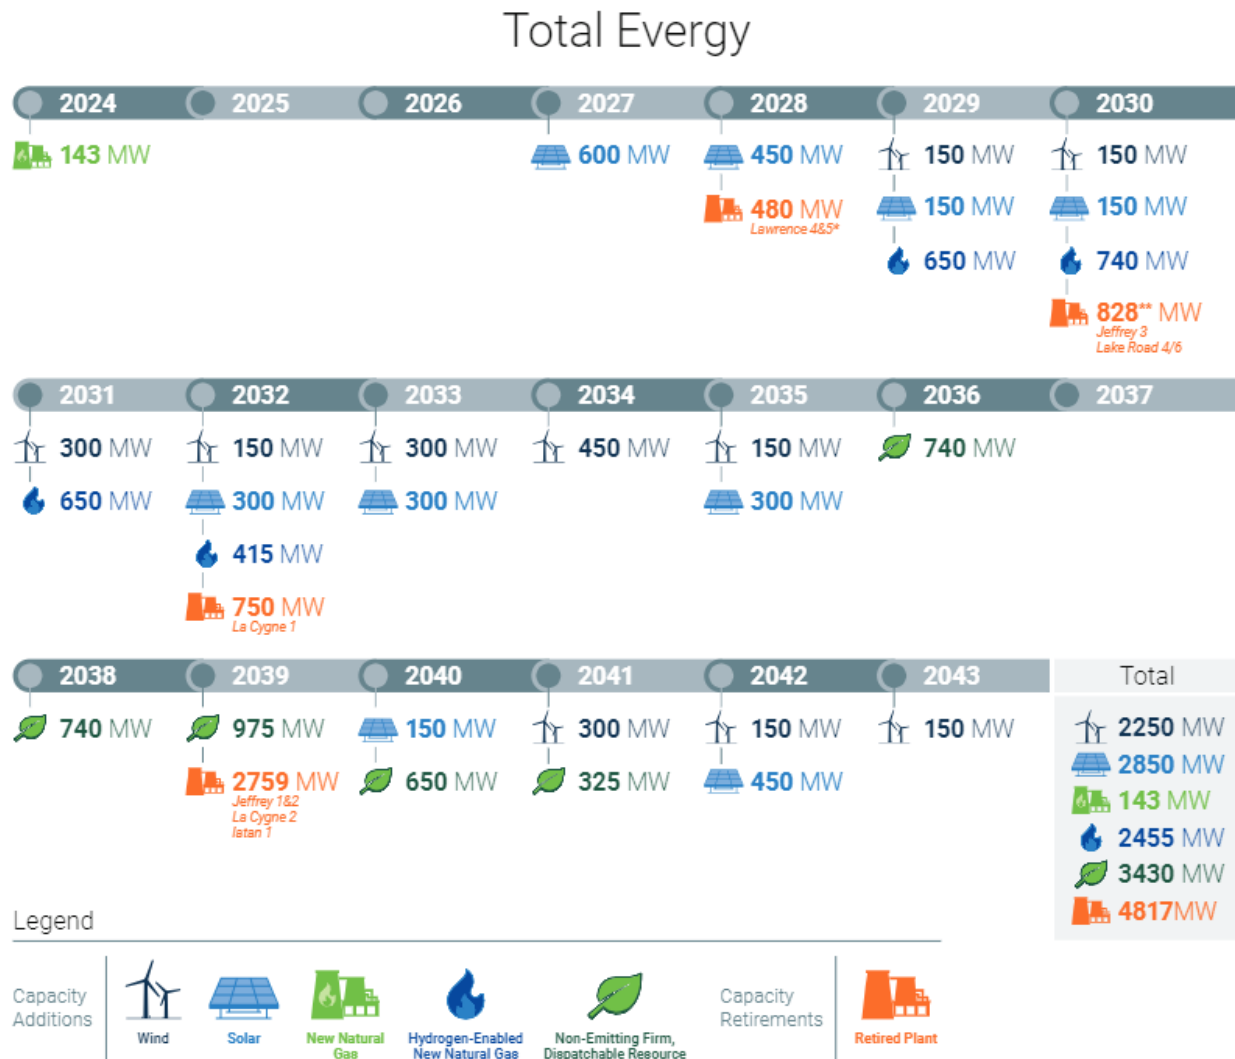 Total Evergy
2024 2025 2026 2027 2028 2029 2030
143 MW 600 MW 450 MW 150 MW 150 MW
480 MW 150 MW 150 MW
Lawrence 4&5*
650 MW 740 MW
828** MW
Jeffrey 3
Lake Road 4/6
2031 2032 2033 2034 2035 2036 2037
300 MW 150 MW 300 MW 450 MW 150 MW 740 MW
650 MW 300 MW 300 MW 300 MW
415 MW
750 MW
La Cygne 1
2038 2039 2040 2041 2042 2043 Total
740 MW 975 MW 150 MW 300 MW 150 MW 150 MW 2250 MW
2759 MW 650 MW 325 MW 450 MW 2850 MW
Jeffrey 1&2
La Cygne 2
Iatan 1
143 MW
2455 MW
3430 MW
4817MW
Legend
Capacity
Additions
Wind
Solar
New Natural
Gas
Hydrogen-Enabled
New Natural Gas
Non-Emitting Firm,
Dispatchable Resource
Capacity
Retirements
Retired Plant